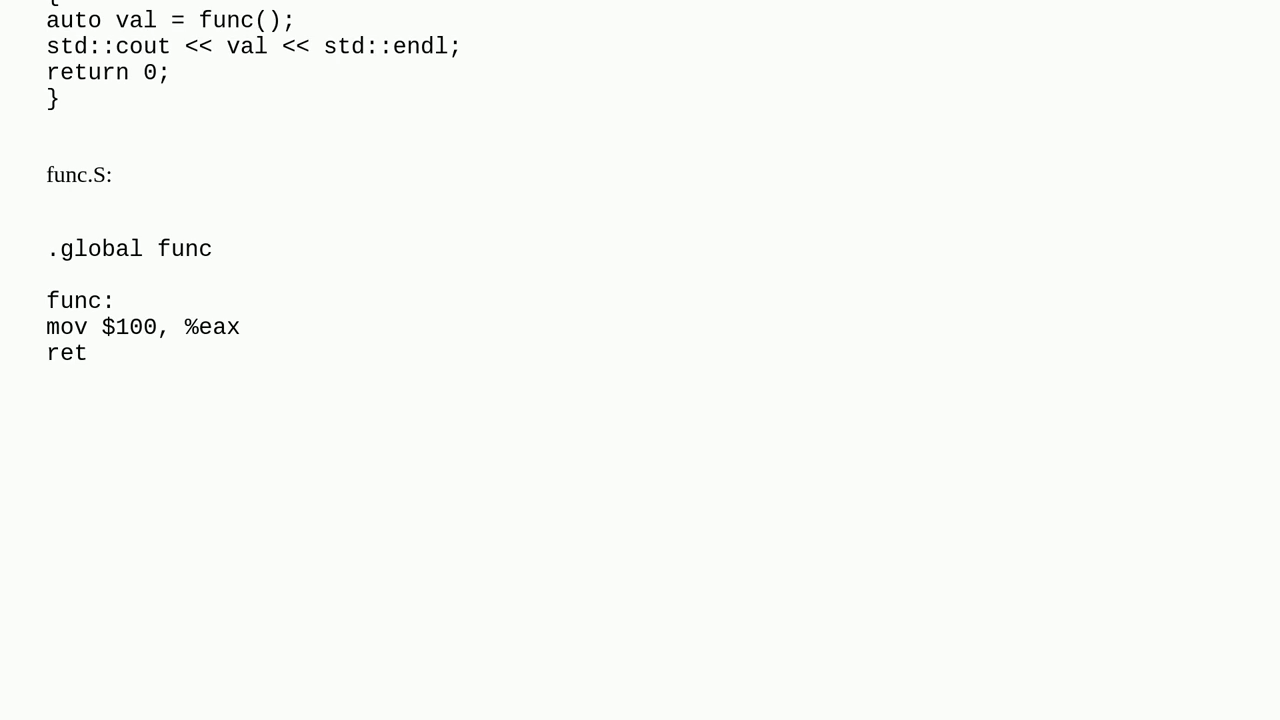 {
auto val = func();
std::cout << val << std::endl;
return 0;
}
func.S:
.global func
func:
mov $100, %eax
ret